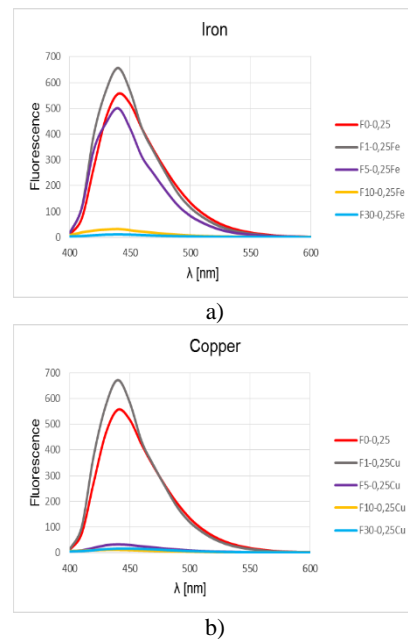 Iron
700
600
500
400
300
200
100
0
Fluorescence
400 450 500 550 600
λ [nm]
F0-0,25
F1-0,25Fe
F5-0,25Fe
F10-0,25Fe
F30-0,25Fe
a)
Copper
700
600
500
400
300
200
100
0
Fluorescence
400 450 500 550 600
λ [nm]
F0-0,25
F1-0,25Cu
F5-0,25Cu
F10-0,25Cu
F30-0,25Cu
b)